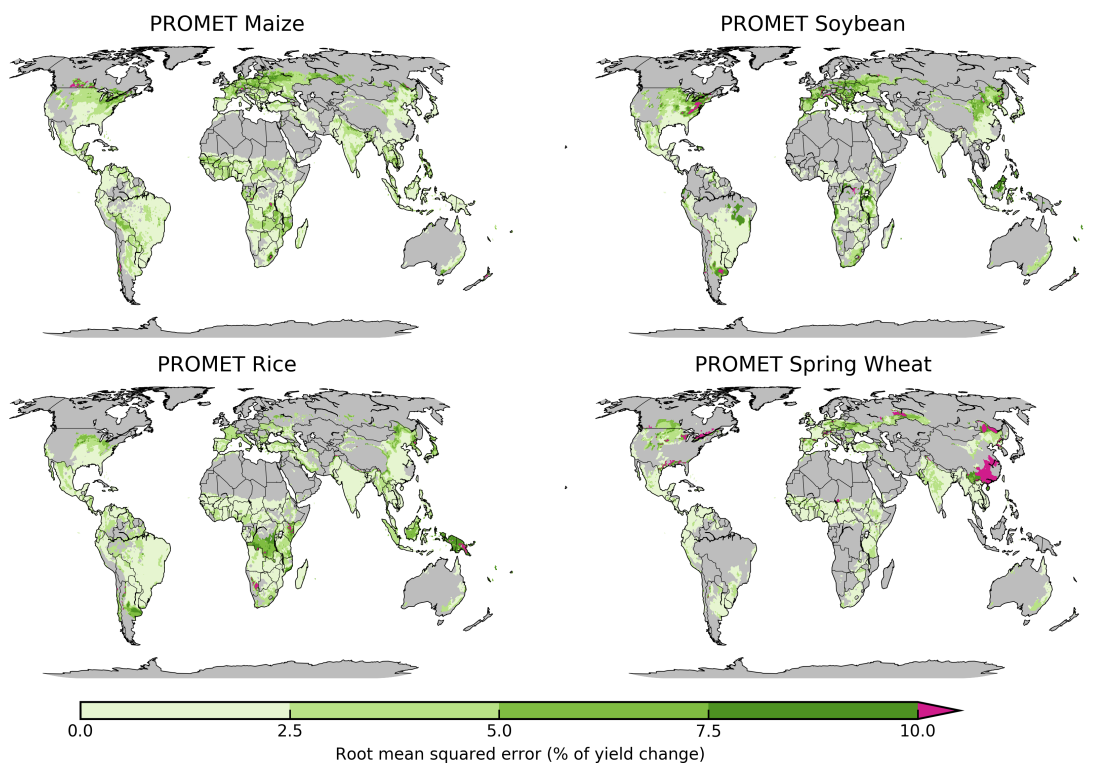 PROMET Maize
PROMET Soybean
PROMET Rice
PROMET Spring Wheat
0.0 2.5 5.0 7.5 10.0
Root mean squared error (% of yield change)